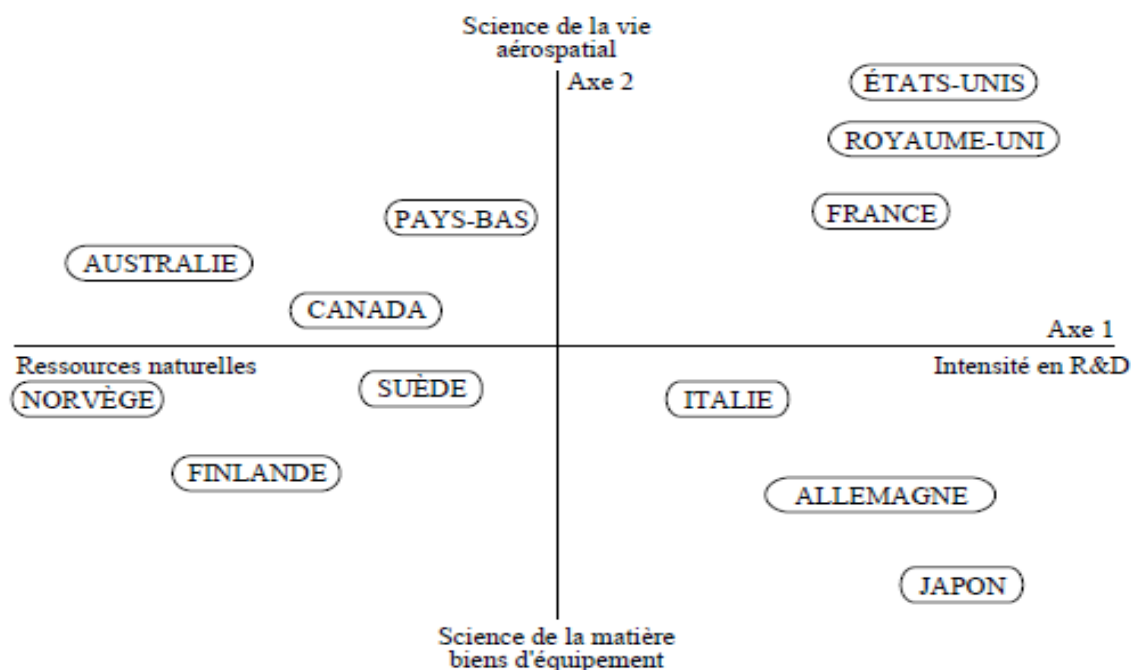 Science de la vie
aérospatial
Axe 2
ÉTATS-UNIS
ROYAUME-UNI
PAYS-BAS
FRANCE
AUSTRALIE
CANADA
Axe 1
Ressources naturelles
Intensité en R&D
NORVÈGE
SUÈDE
ITALIE
FINLANDE
ALLEMAGNE
JAPON
Science de la matière
biens d'équipement